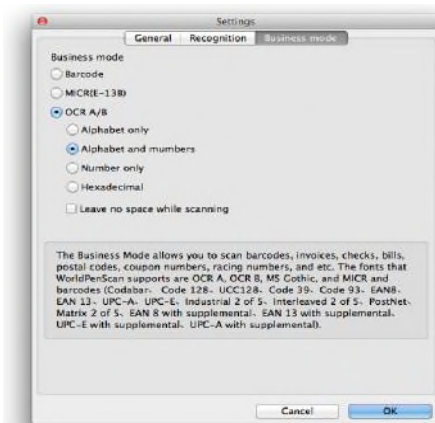 Settings
General Recognition Business mode
Business mode
Barcode
MICR(E-13B)
OCR A/B
Alphabet only
Alphabet and mumbers
Number only
Hexadecimal
Leave no space while scanning
The Business Mode allows you to scan barcodes, invoices, checks, bills,
postal codes, coupon numbers, racing numbers, and etc. The fonts that
WorldPenScan supports are OCR A, OCR B, MS Gothic, and MICR and
barcodes (Codabar、 Code 128、 UCC128、 Code 39、 Code 93、 EAN8、
EAN 13、 UPC-A、 UPC-E、 Industrial 2 of 5、 Interleaved 2 of 5、 PostNet、
Matrix 2 of 5、 EAN 8 with supplemental、 EAN 13 with supplemental、
UPC-E with supplemental、 UPC-A with supplemental).
Cancel OK